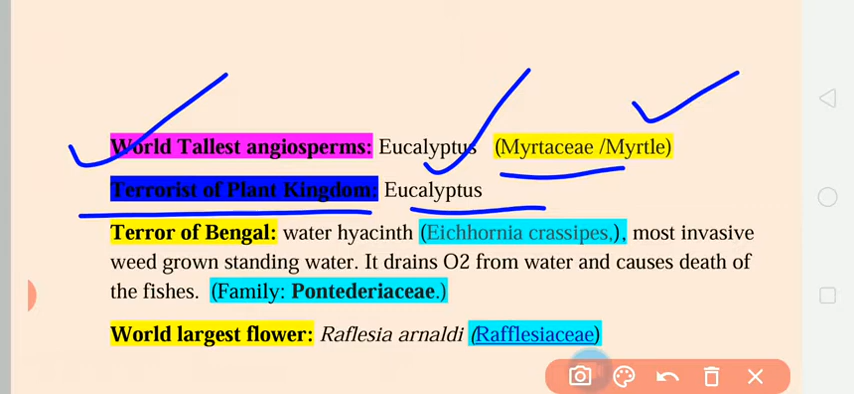 World Tallest angiosperms: Eucalyptus (Myrtaceae /Myrtle)
Terrorist of Plant Kingdom: Eucalyptus
Terror of Bengal: water hyacinth (Eichhornia crassipes,), most invasive
weed grown standing water. It drains O2 from water and causes death of
the fishes. (Family: Pontederiaceae.)
World largest flower: Raflesia arnaldi (Rafflesiaceae)